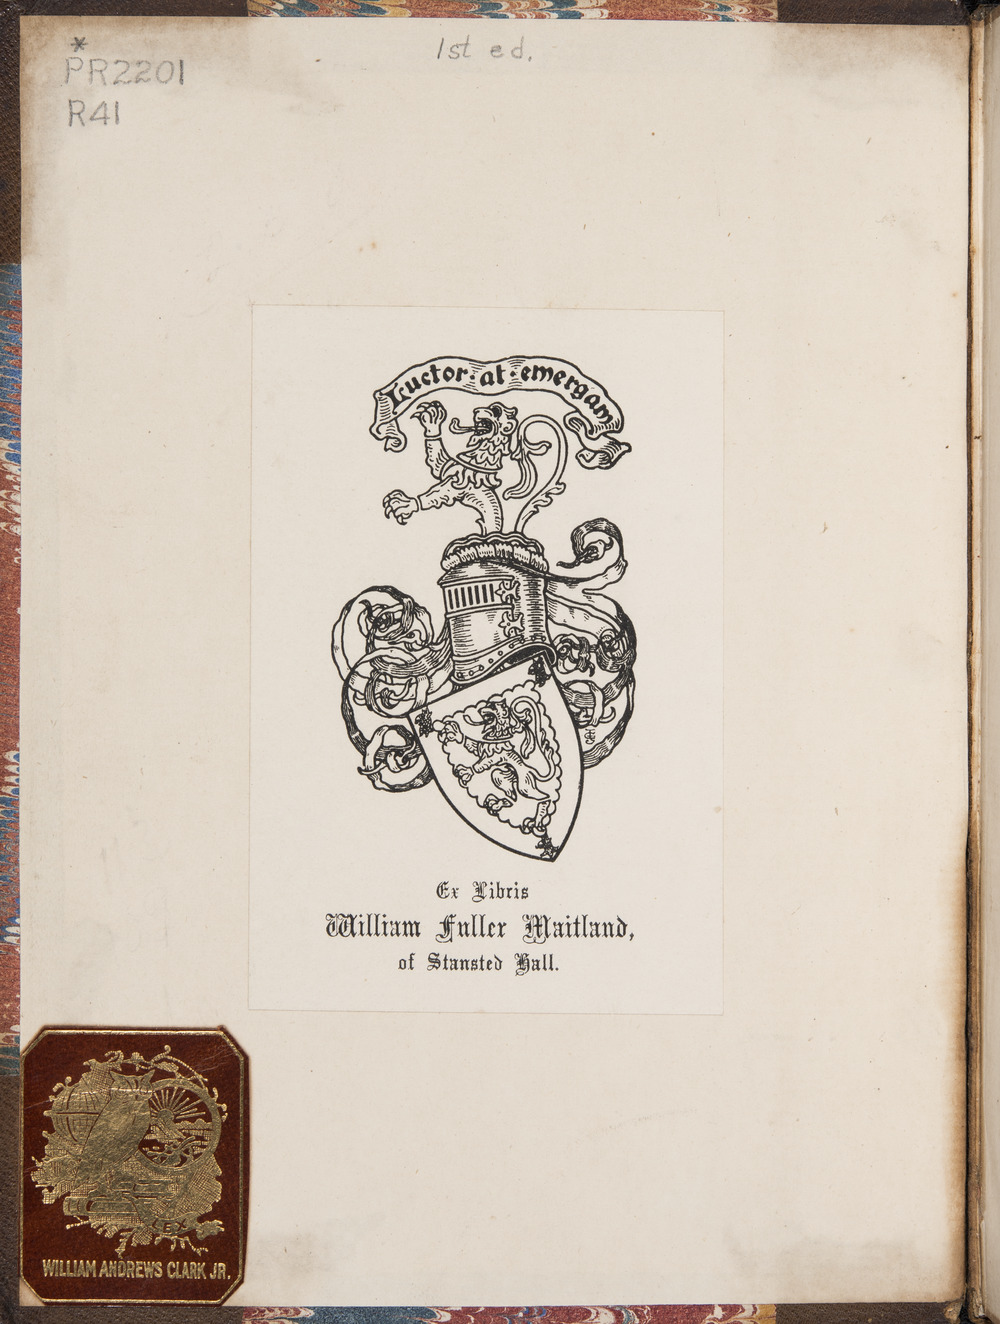 *
PR2201
R41
1st ed.
Luctor · at · emergam
Ex Libris
William Fuller Maitland,
of Stansted Hall.
LEX
WILLIAM ANDREWS CLARK JR.